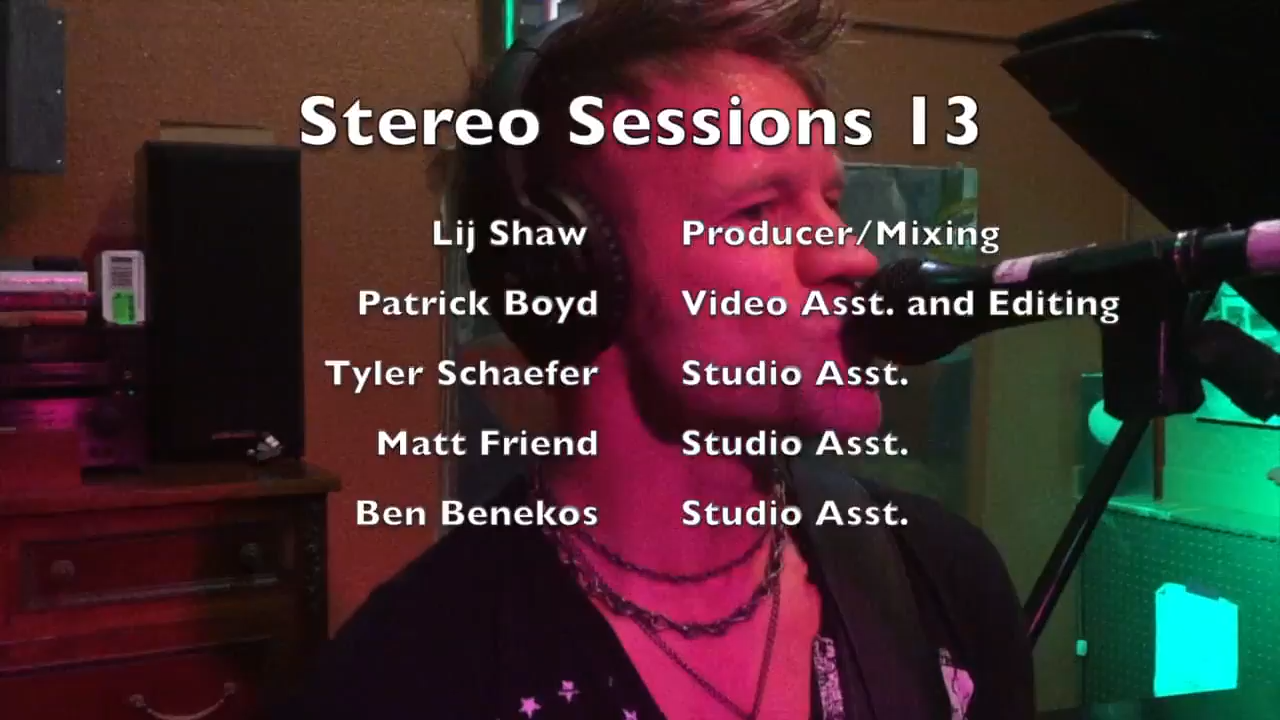 Stereo Sessions 13
Lij Shaw Producer/Mixing
Patrick Boyd Video Asst. and Editing
Tyler Schaefer Studio Asst.
Matt Friend Studio Asst.
Ben Benekos Studio Asst.